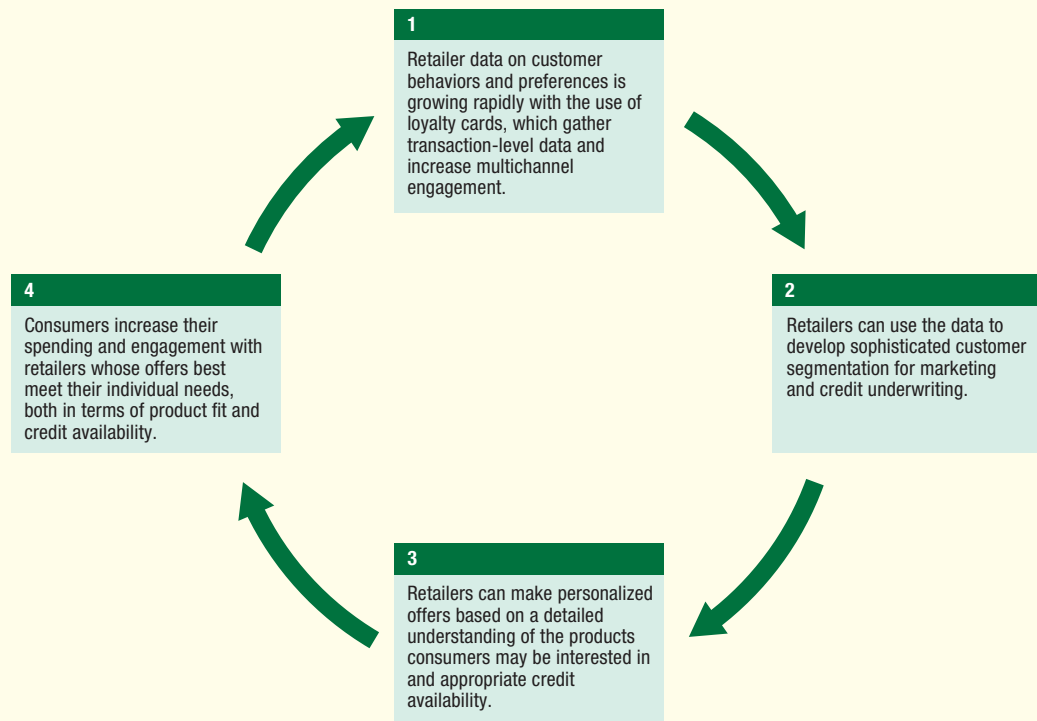 1
Retailer data on customer
behaviors and preferences is
growing rapidly with the use of
loyalty cards, which gather
transaction-level data and
increase multichannel
engagement.
2
Retailers can use the data to
develop sophisticated customer
segmentation for marketing
and credit underwriting.
3
Retailers can make personalized
offers based on a detailed
understanding of the products
consumers may be interested in
and appropriate credit
availability.
4
Consumers increase their
spending and engagement with
retailers whose offers best
meet their individual needs,
both in terms of product fit and
credit availability.